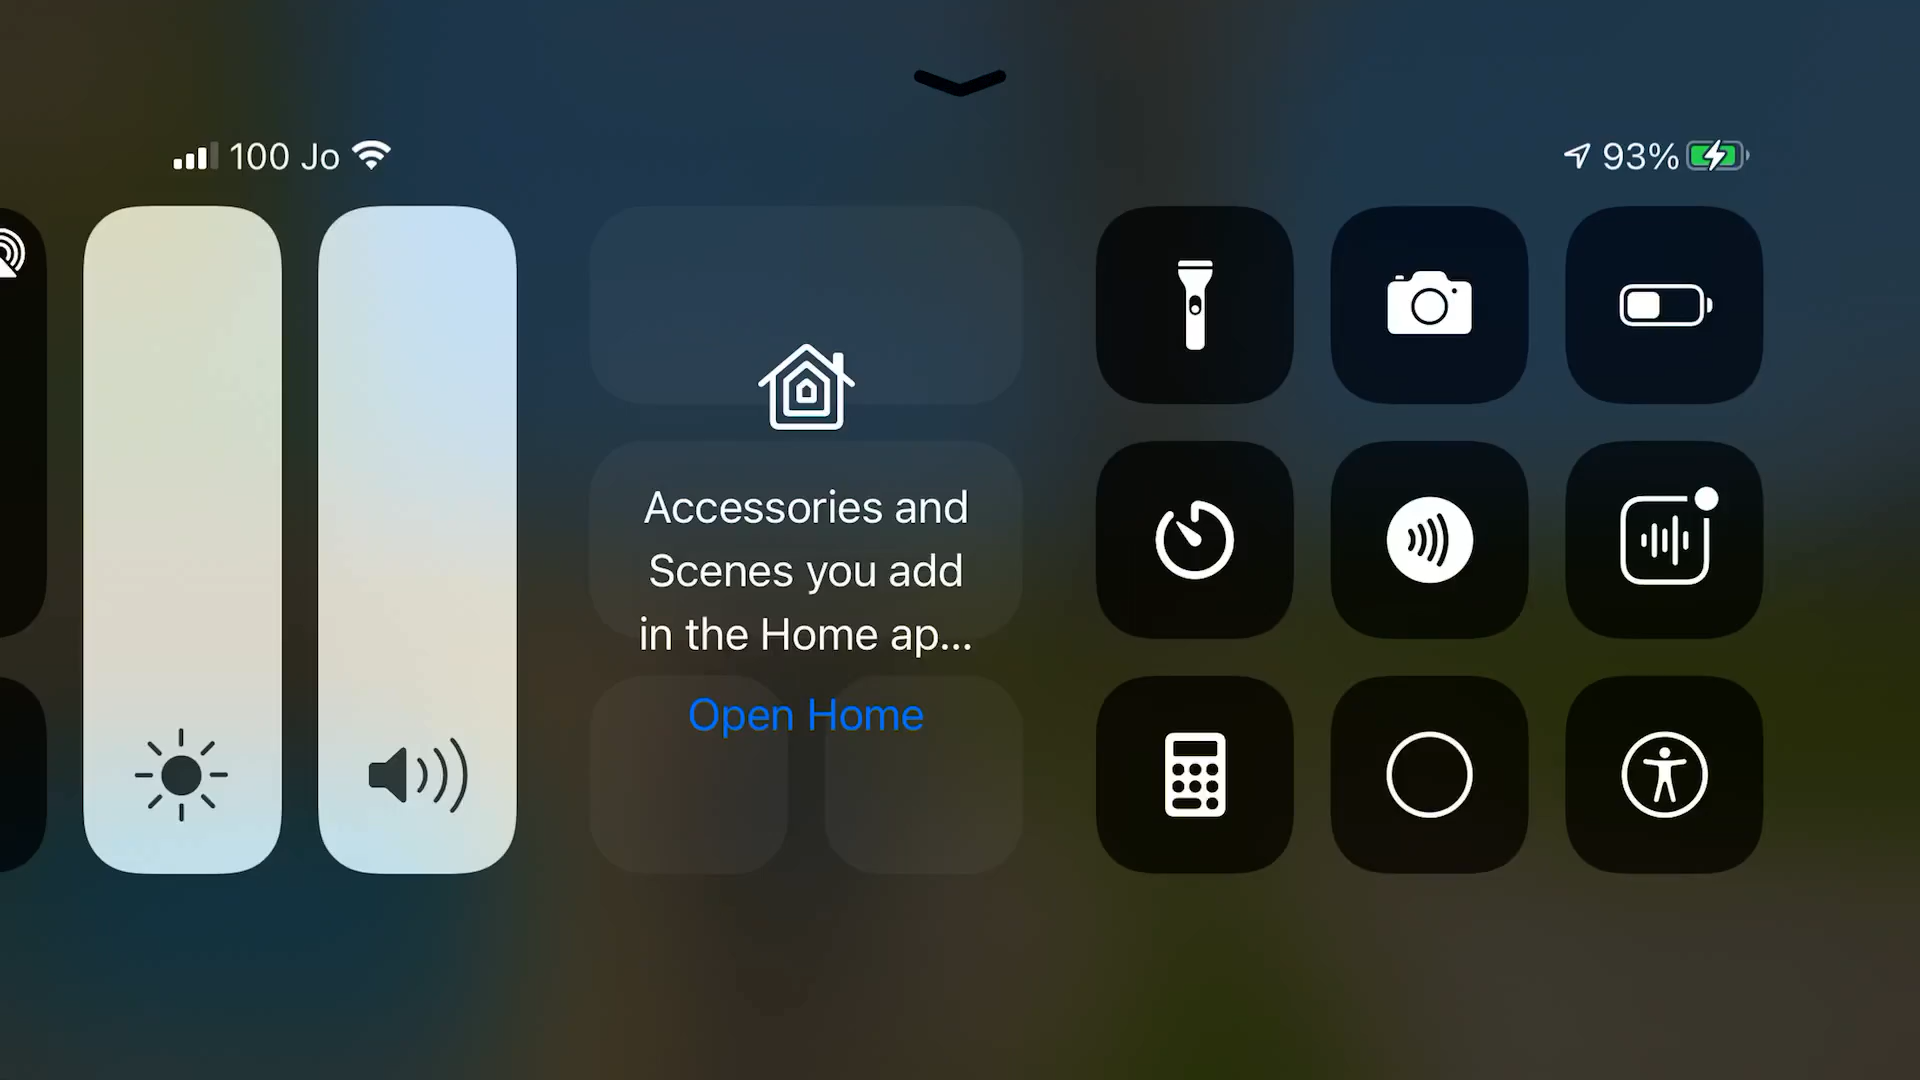 100 Jo
93%
Accessories and
Scenes you add
in the Home ap...
Open Home